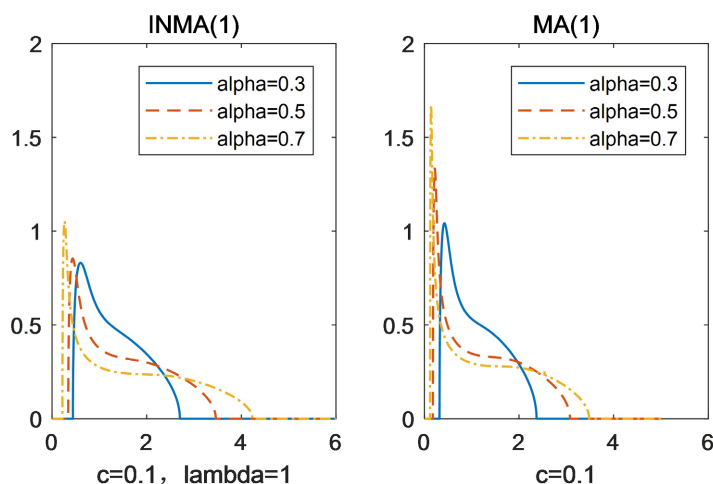 INMA(1)
2
1.5
1
0.5
0
0
2
4
6
alpha=0.3
alpha=0.5
alpha=0.7
c=0.1，lambda=1
MA(1)
2
1.5
1
0.5
0
0
2
4
6
alpha=0.3
alpha=0.5
alpha=0.7
c=0.1